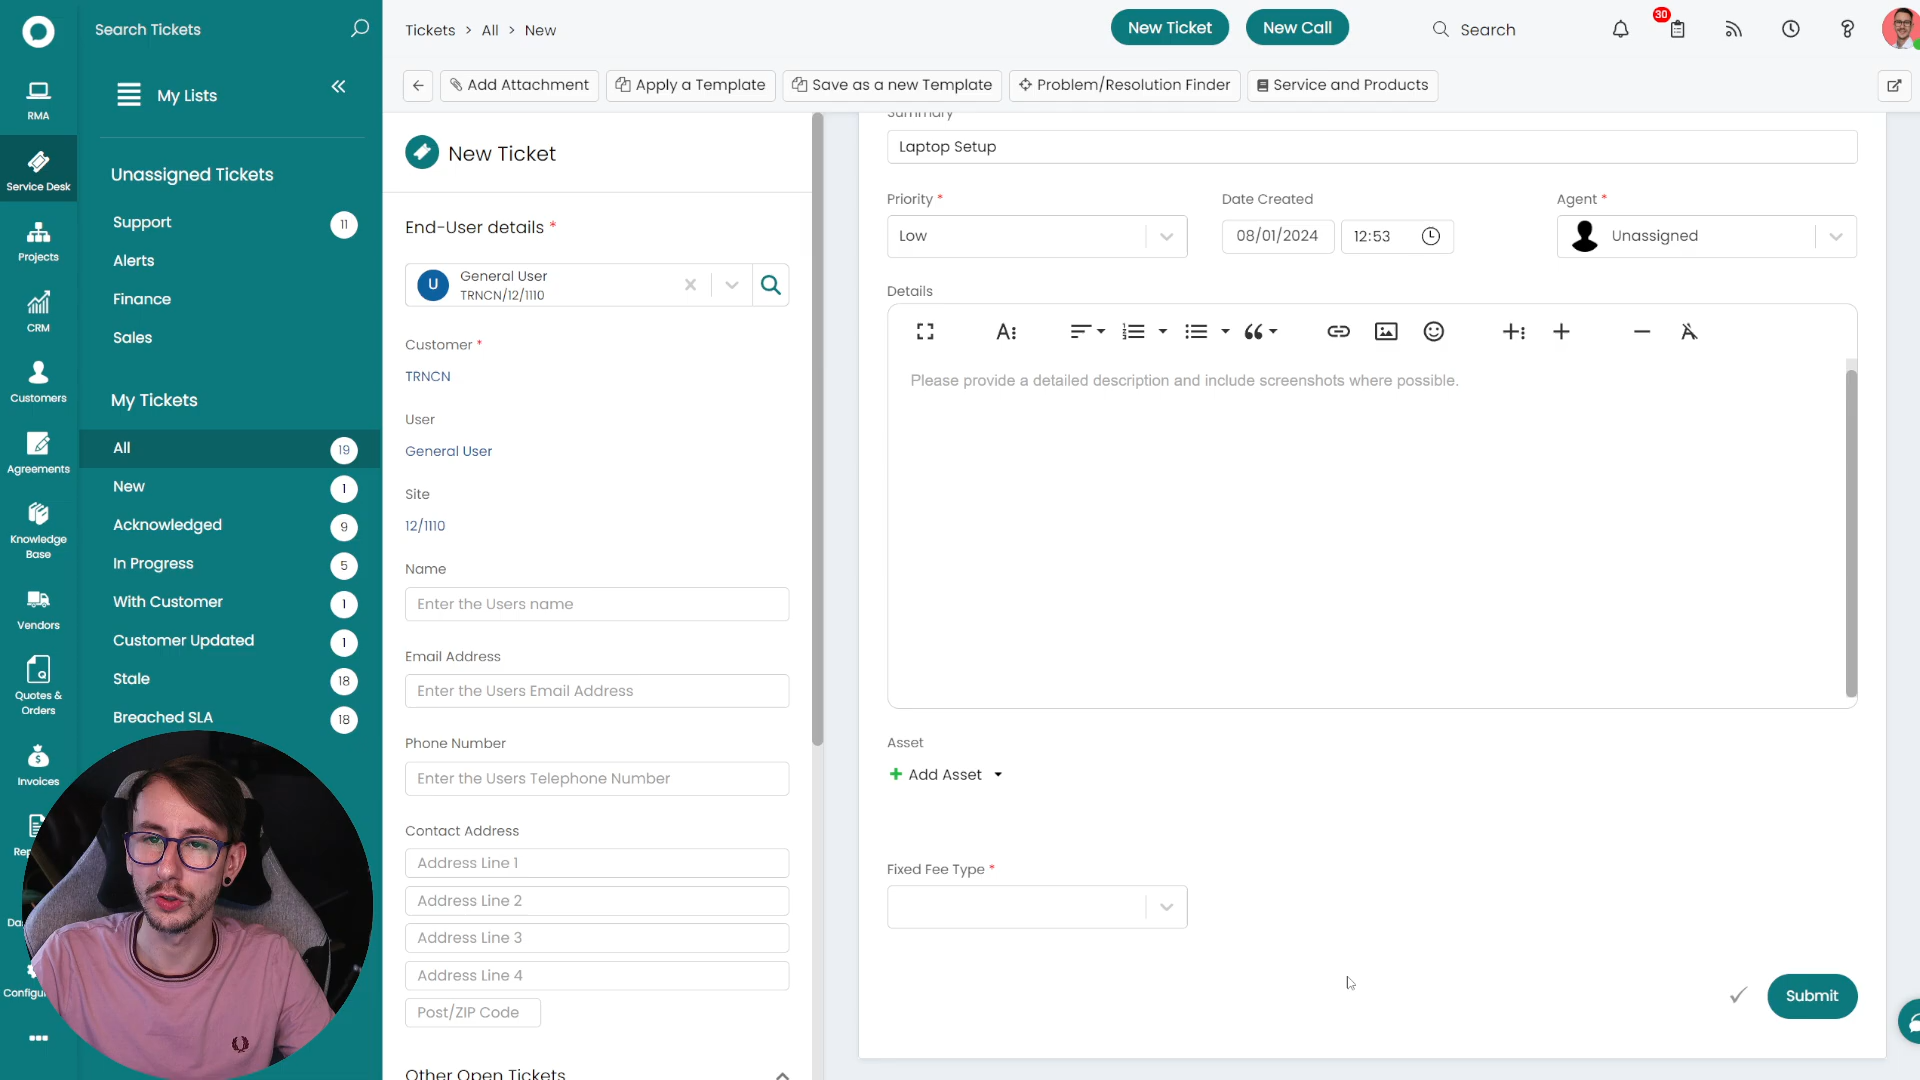 Search Tickets
Tickets > All > New
New Ticket
New Call
Search
30
RMA
Service Desk
Projects
CRM
Customers
Agreements
Knowledge
Base
Vendors
Quotes &
Orders
Invoices
My Lists
Unassigned Tickets
Support 11
Alerts
Finance
Sales
My Tickets
All 19
New 1
Acknowledged 9
In Progress 5
With Customer 1
Customer Updated 1
Stale 18
Breached SLA 18
Add Attachment
Apply a Template
Save as a new Template
Problem/Resolution Finder
Service and Products
New Ticket
End-User details *
U
General User
TRNCN/12/1110
Customer *
TRNCN
User
General User
Site
12/1110
Name
Enter the Users name
Email Address
Enter the Users Email Address
Phone Number
Enter the Users Telephone Number
Contact Address
Address Line 1
Address Line 2
Address Line 3
Address Line 4
Post/ZIP Code
Other Open Tickets
Summary
Laptop Setup
Priority *
Low
Date Created
08/01/2024
12:53
Agent *
Unassigned
Details
Please provide a detailed description and include screenshots where possible.
Asset
Add Asset
Fixed Fee Type *
Submit